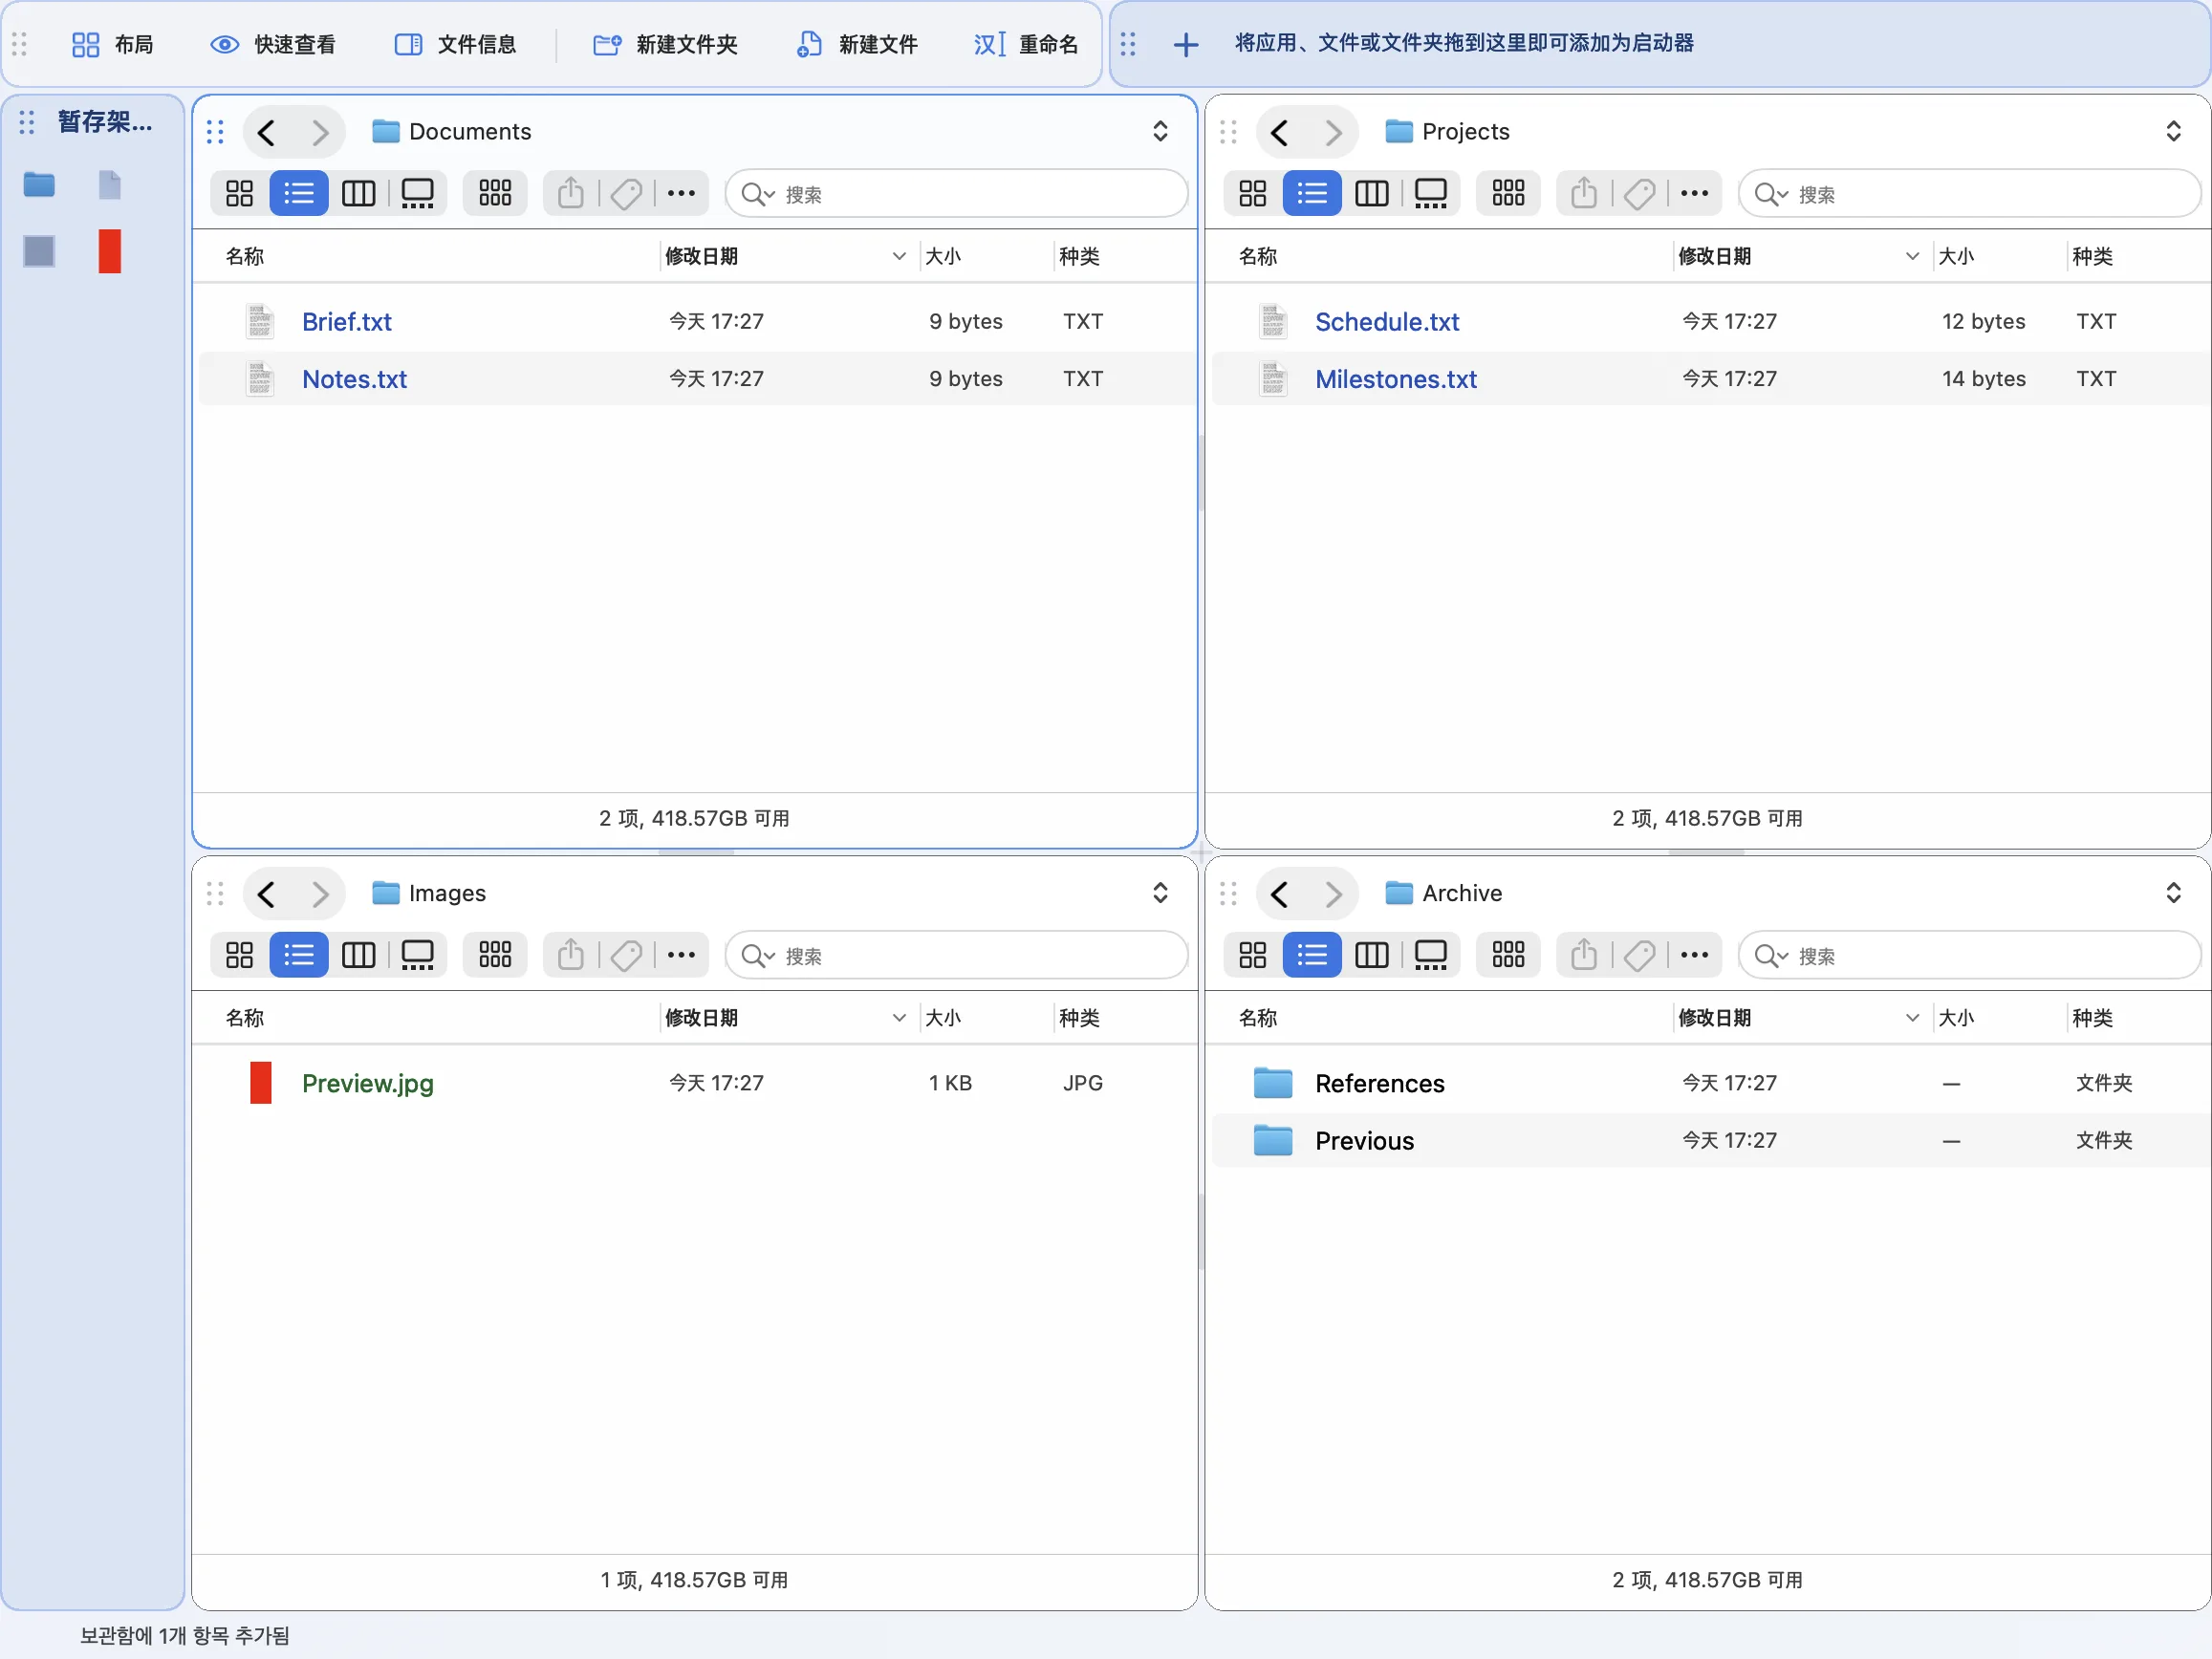 布局 快速查看 文件信息 新建文件夹 新建文件 汉 重命名
将应用、文件或文件夹拖到这里即可添加为启动器
暂存架...
Documents
搜索
名称 修改日期 大小 种类
Brief.txt 今天 17:27 9 bytes TXT
Notes.txt 今天 17:27 9 bytes TXT
2 项, 418.57GB 可用
Projects
搜索
名称 修改日期 大小 种类
Schedule.txt 今天 17:27 12 bytes TXT
Milestones.txt 今天 17:27 14 bytes TXT
2 项, 418.57GB 可用
Images
搜索
名称 修改日期 大小 种类
Preview.jpg 今天 17:27 1 KB JPG
1 项, 418.57GB 可用
Archive
搜索
名称 修改日期 大小 种类
References 今天 17:27 — 文件夹
Previous 今天 17:27 — 文件夹
2 项, 418.57GB 可用
보관함에 1개 항목 추가됨